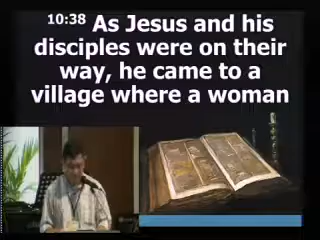 10:38 As Jesus and his
disciples were on their
way, he came to a
village where a woman